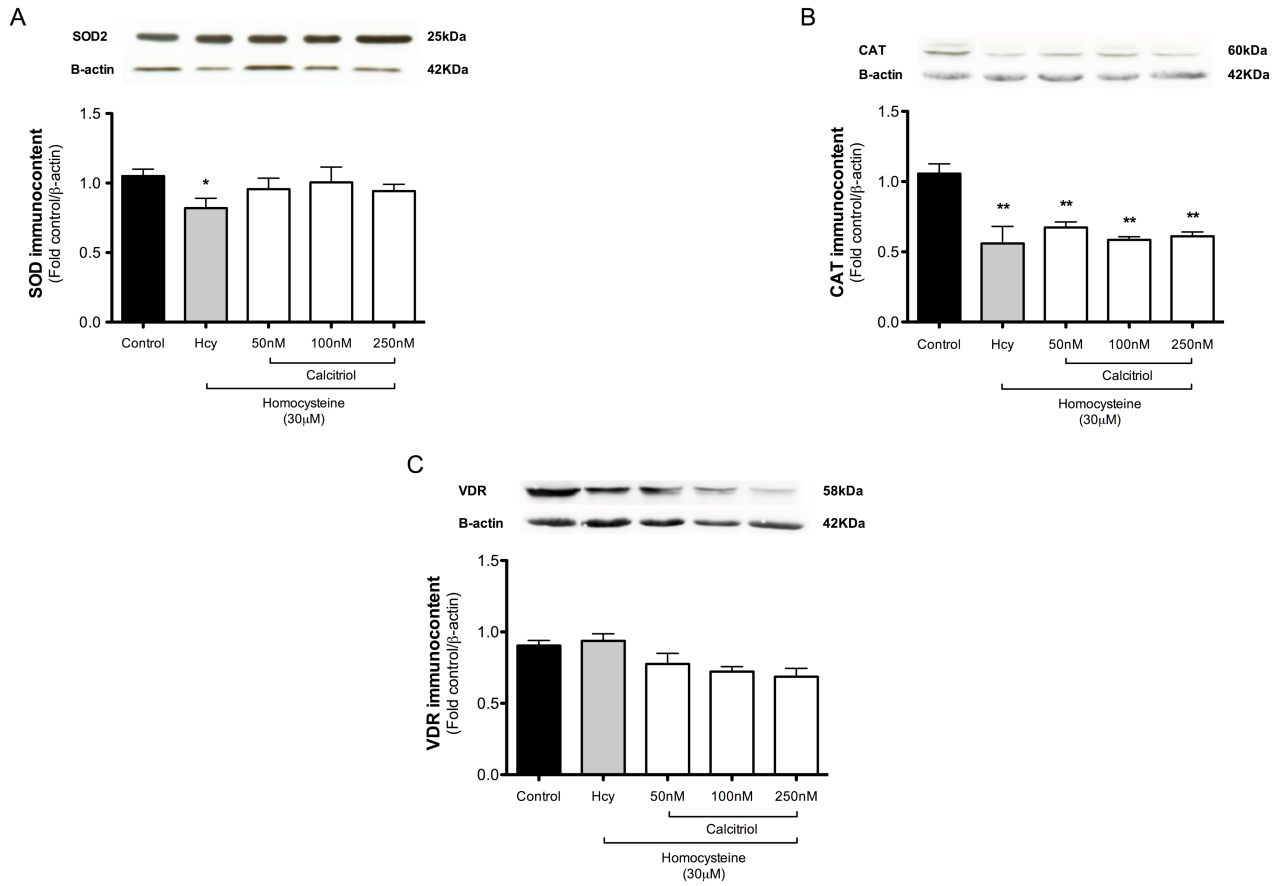 A
SOD2 25kDa
B-actin 42KDa
SOD immunocontent
(Fold control/β-actin)
1.5
1.0
0.5
0.0
*
Control Hcy 50nM 100nM 250nM
Calcitriol
Homocysteine
(30µM)
B
CAT 60kDa
B-actin 42KDa
CAT immunocontent
(Fold control/β-actin)
1.5
1.0
0.5
0.0
** ** ** **
Control Hcy 50nM 100nM 250nM
Calcitriol
Homocysteine
(30µM)
C
VDR 58kDa
B-actin 42KDa
VDR immunocontent
(Fold control/β-actin)
1.5
1.0
0.5
0.0
Control Hcy 50nM 100nM 250nM
Calcitriol
Homocysteine
(30µM)